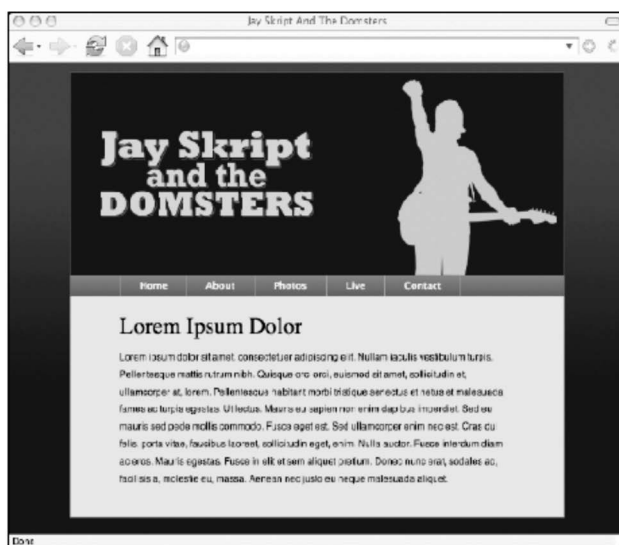 Jay Skript And The Domsters
Jay Skript
and the
DOMSTERS
Home About Photos Live Contact
Lorem Ipsum Dolor
Lorem ipsum dolor sit amet, consectetuer adipiscing elit. Nullam iaculis vestibulum turpis.
Pellentesque mattis rutrum nibh. Quisque orci orci, euismod sit amet, sollicitudin et,
ullamcorper at, lorem. Pellentesque habitant morbi tristique senectus et netus et malesuada
fames ac turpis egestas. Ut lectus. Mauris eu sapien non enim dapibus imperdiet. Sed eu
mauris sed pede mollis commodo. Fusce eget est. Sed ullamcorper enim nec est. Cras dui
felis, porta vitae, faucibus laoreet, sollicitudin eget, enim. Nulla auctor. Fusce interdum diam
ac eros. Mauris egestas. Fusce in elit et sem aliquet pretium. Donec nunc erat, sodales ac,
facilisis a, molestie eu, massa. Aenean nec justo eu neque malesuada aliquet.
Done